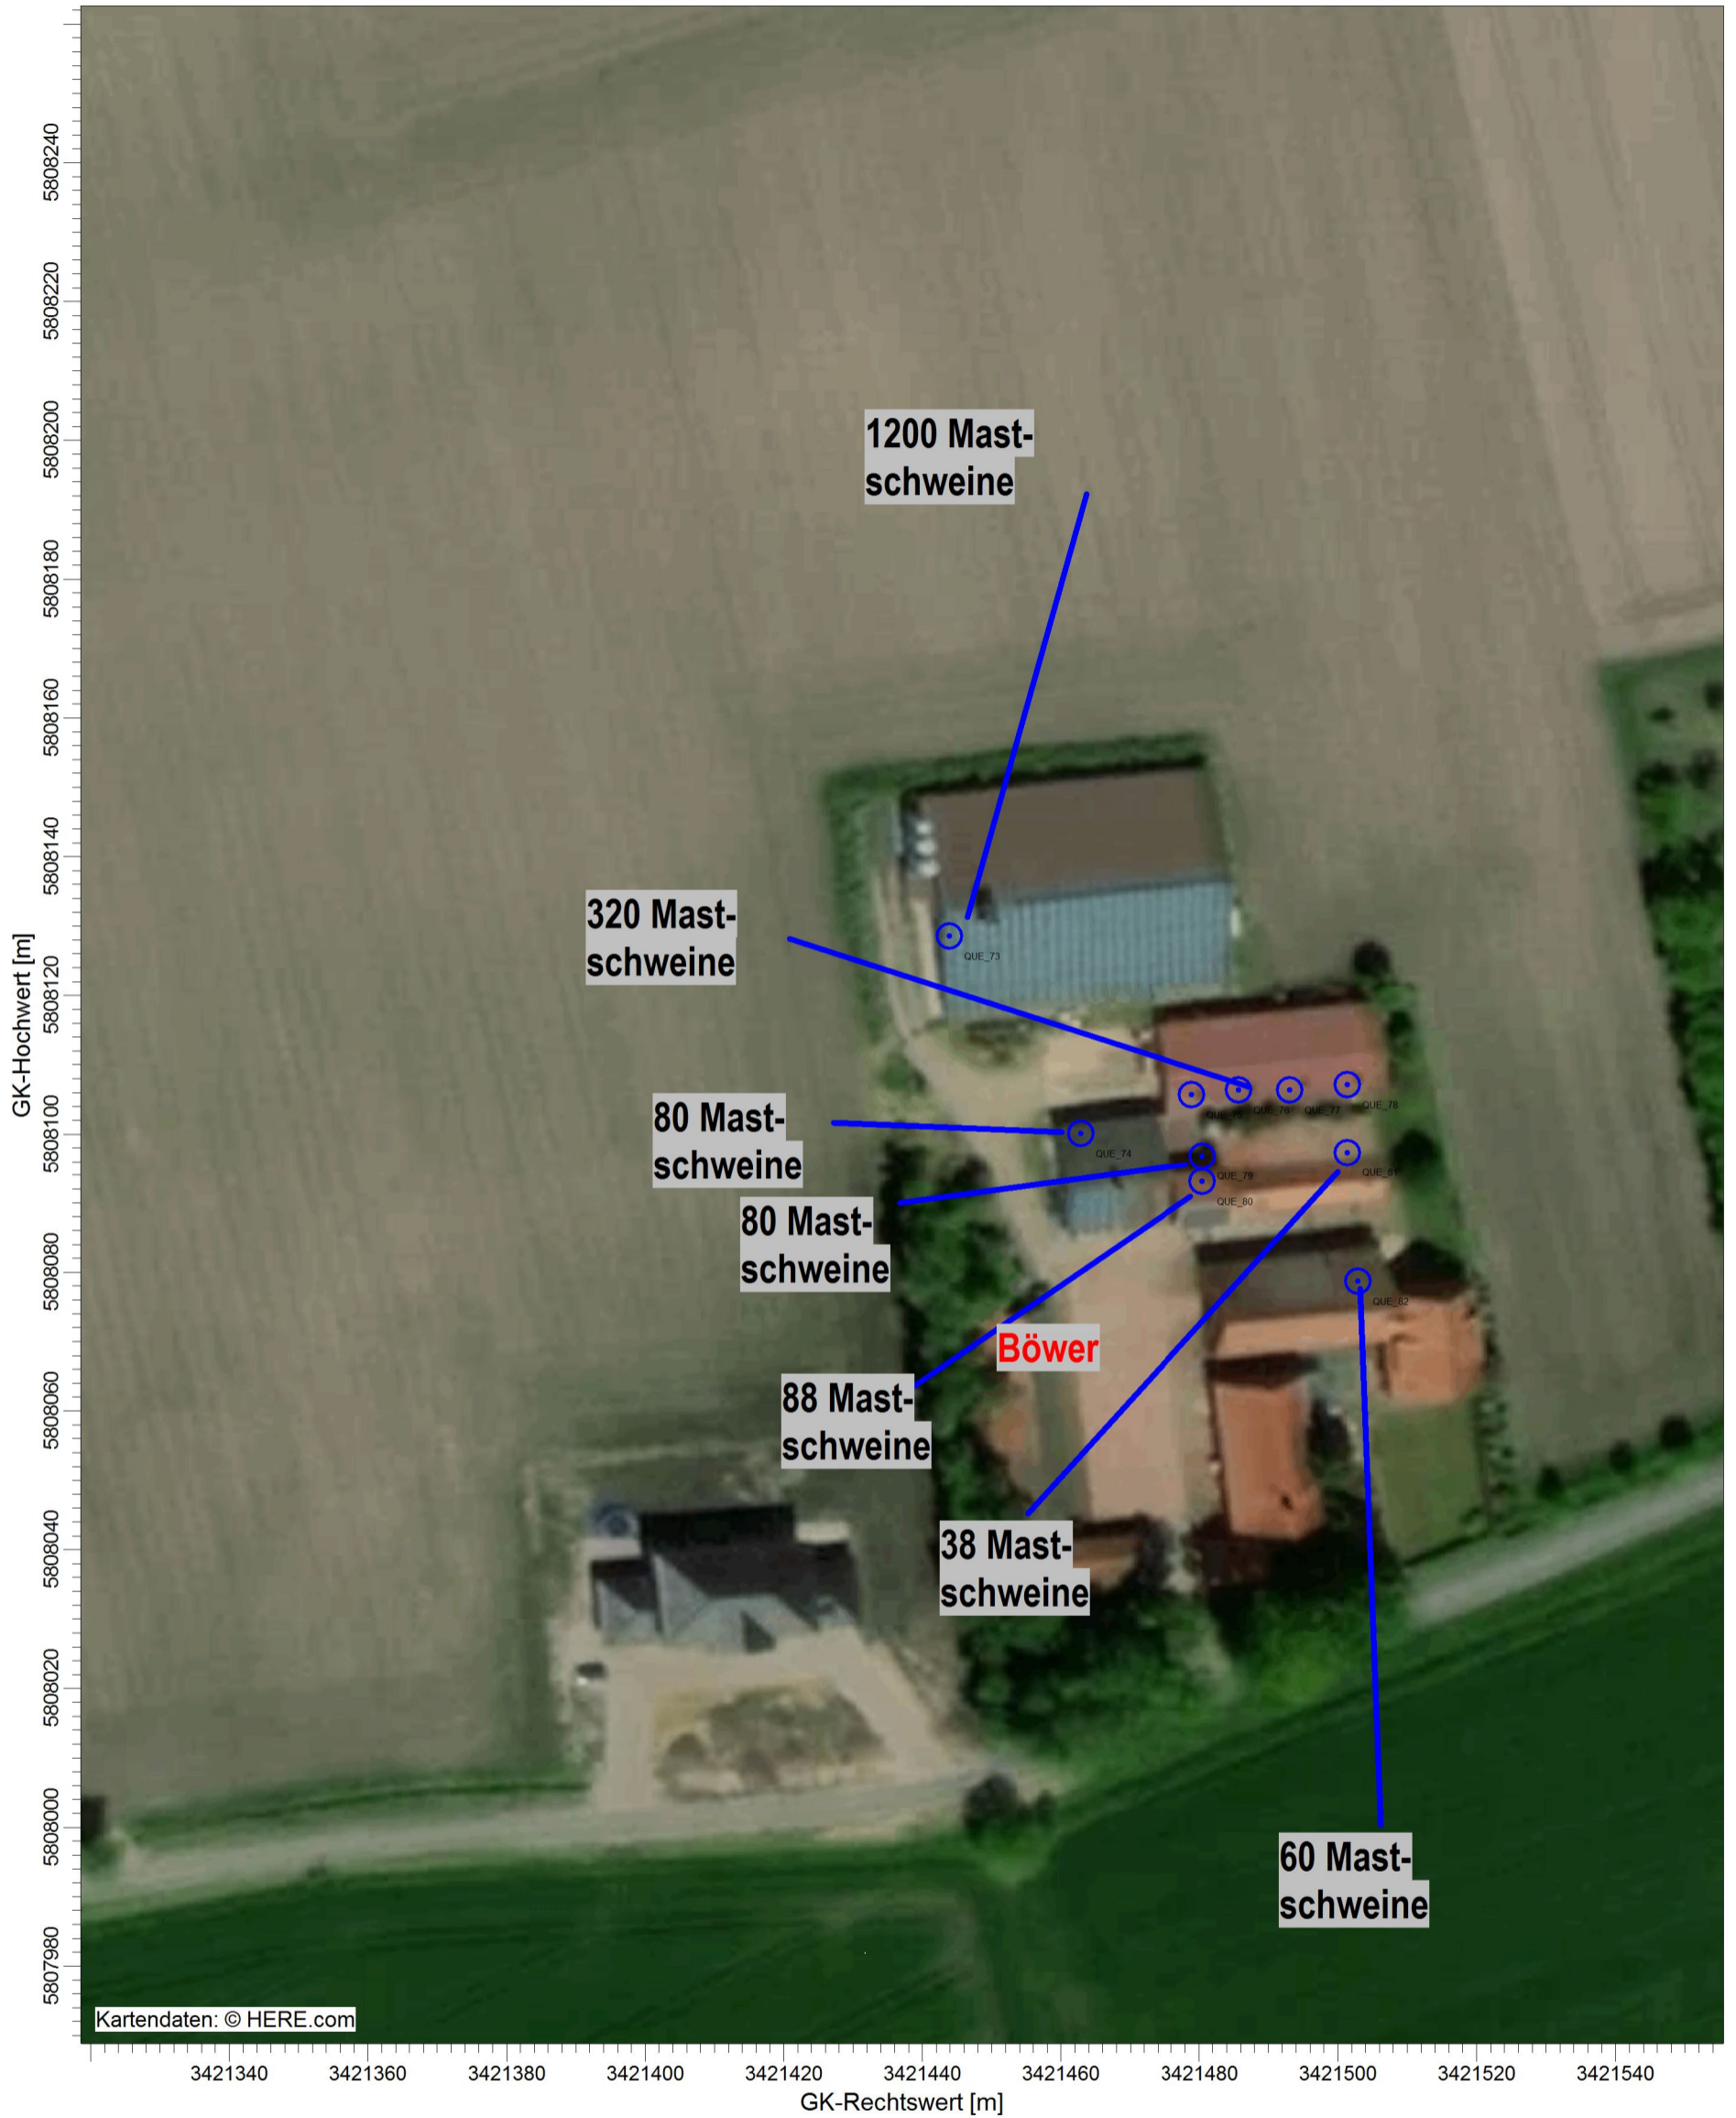 1200 Mast-
schweine
320 Mast-
schweine
QUE_73
80 Mast-
schweine
QUE_76
QUE_77
QUE_78
QUE_74
QUE_79
QUE_80
80 Mast-
schweine
QUE_82
Böwer
88 Mast-
schweine
38 Mast-
schweine
60 Mast-
schweine
Kartendaten: © HERE.com
GK-Hochwert [m]
5808240
5808220
5808200
5808180
5808160
5808140
5808120
5808100
5808080
5808060
5808040
5808020
5808000
5807980
3421340 3421360 3421380 3421400 3421420 3421440 3421460 3421480 3421500 3421520 3421540
GK-Rechtswert [m]